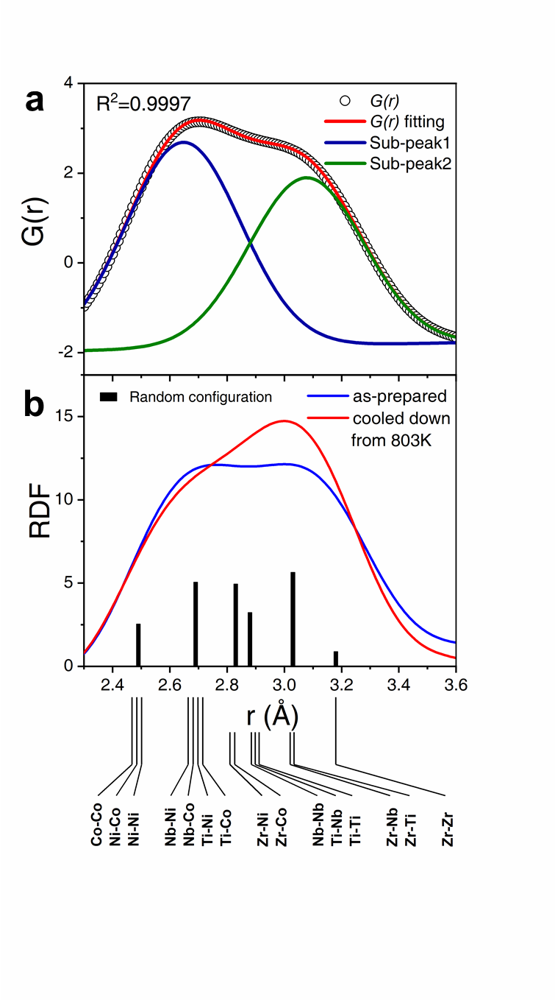 a
R²=0.9997
G(r)
G(r) fitting
Sub-peak1
Sub-peak2
4
2
0
-2
G(r)
b
Random configuration
as-prepared
cooled down
from 803K
15
10
5
0
RDF
2.4 2.6 2.8 3.0 3.2 3.4 3.6
r (Å)
Co-Co
Ni-Co
Ni-Ni
Nb-Ni
Nb-Co
Ti-Ni
Ti-Co
Zr-Ni
Zr-Co
Nb-Nb
Ti-Nb
Ti-Ti
Zr-Nb
Zr-Ti
Zr-Zr